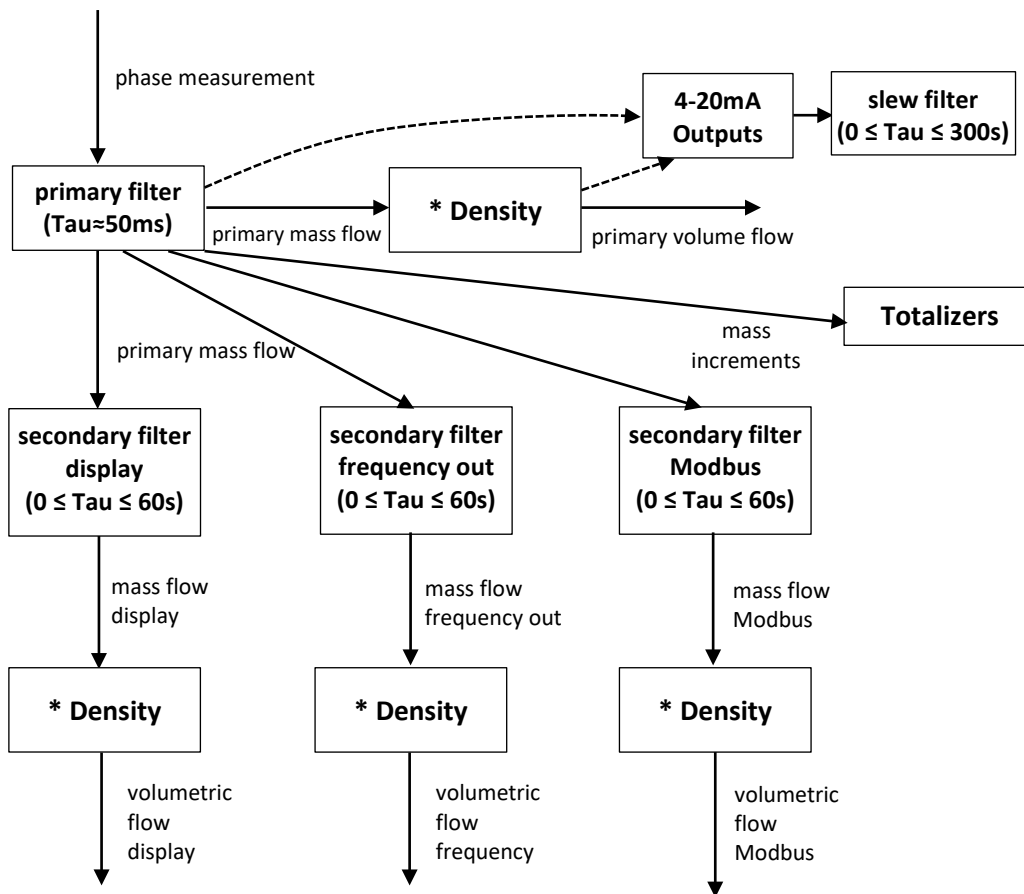 phase measurement
4-20mA
Outputs
slew filter
(0 ≤ Tau ≤ 300s)
primary filter
(Tau≈50ms)
primary mass flow
* Density
primary volume flow
Totalizers
mass
increments
primary mass flow
secondary filter
display
(0 ≤ Tau ≤ 60s)
secondary filter
frequency out
(0 ≤ Tau ≤ 60s)
secondary filter
Modbus
(0 ≤ Tau ≤ 60s)
mass flow
display
mass flow
frequency out
mass flow
Modbus
* Density
* Density
* Density
volumetric
flow
display
volumetric
flow
frequency
volumetric
flow
Modbus